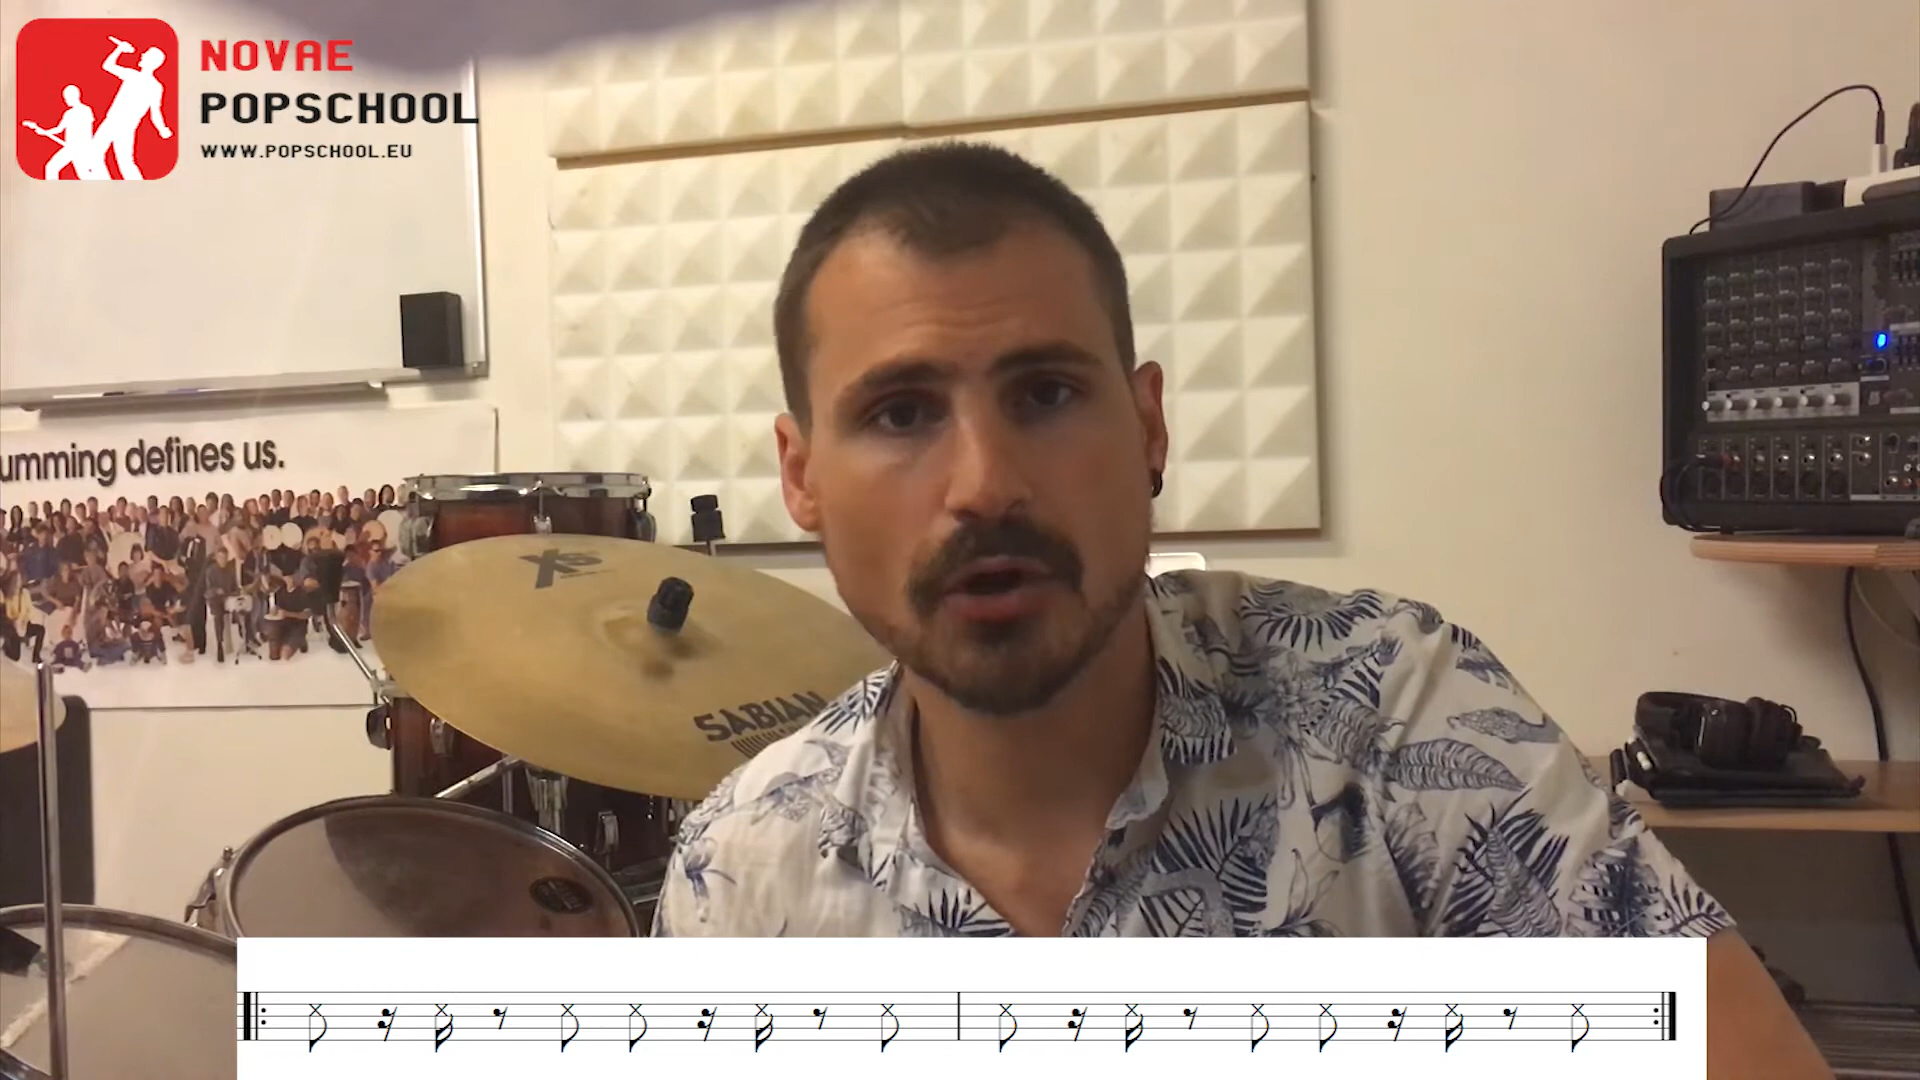 NOVAE
POPSCHOOL
WWW.POPSCHOOL.EU
umming defines us.
XS
SABIAN